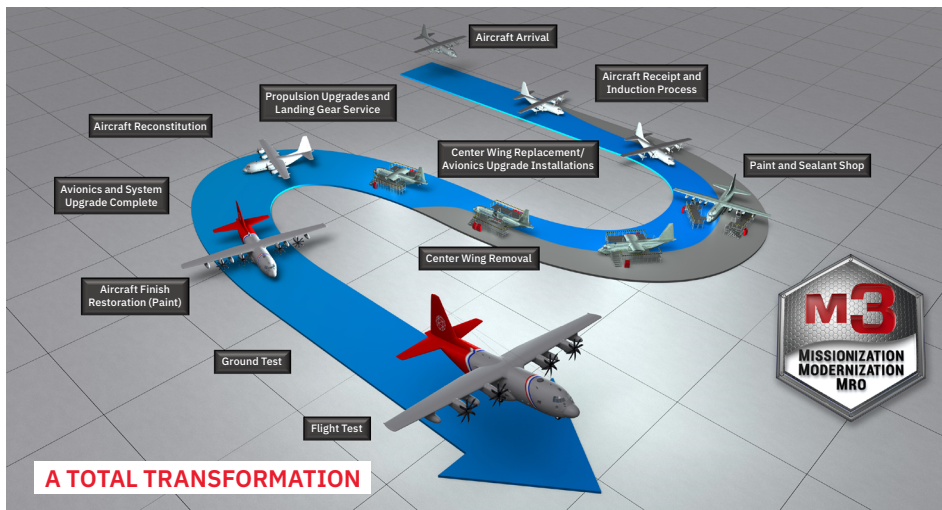 Aircraft Arrival
Aircraft Receipt and
Induction Process
Propulsion Upgrades and
Landing Gear Service
Aircraft Reconstitution
Center Wing Replacement/
Avionics Upgrade Installations
Paint and Sealant Shop
Avionics and System
Upgrade Complete
Center Wing Removal
Aircraft Finish
Restoration (Paint)
Ground Test
Flight Test
M3
MISSIONIZATION
MODERNIZATION
MRO
A TOTAL TRANSFORMATION